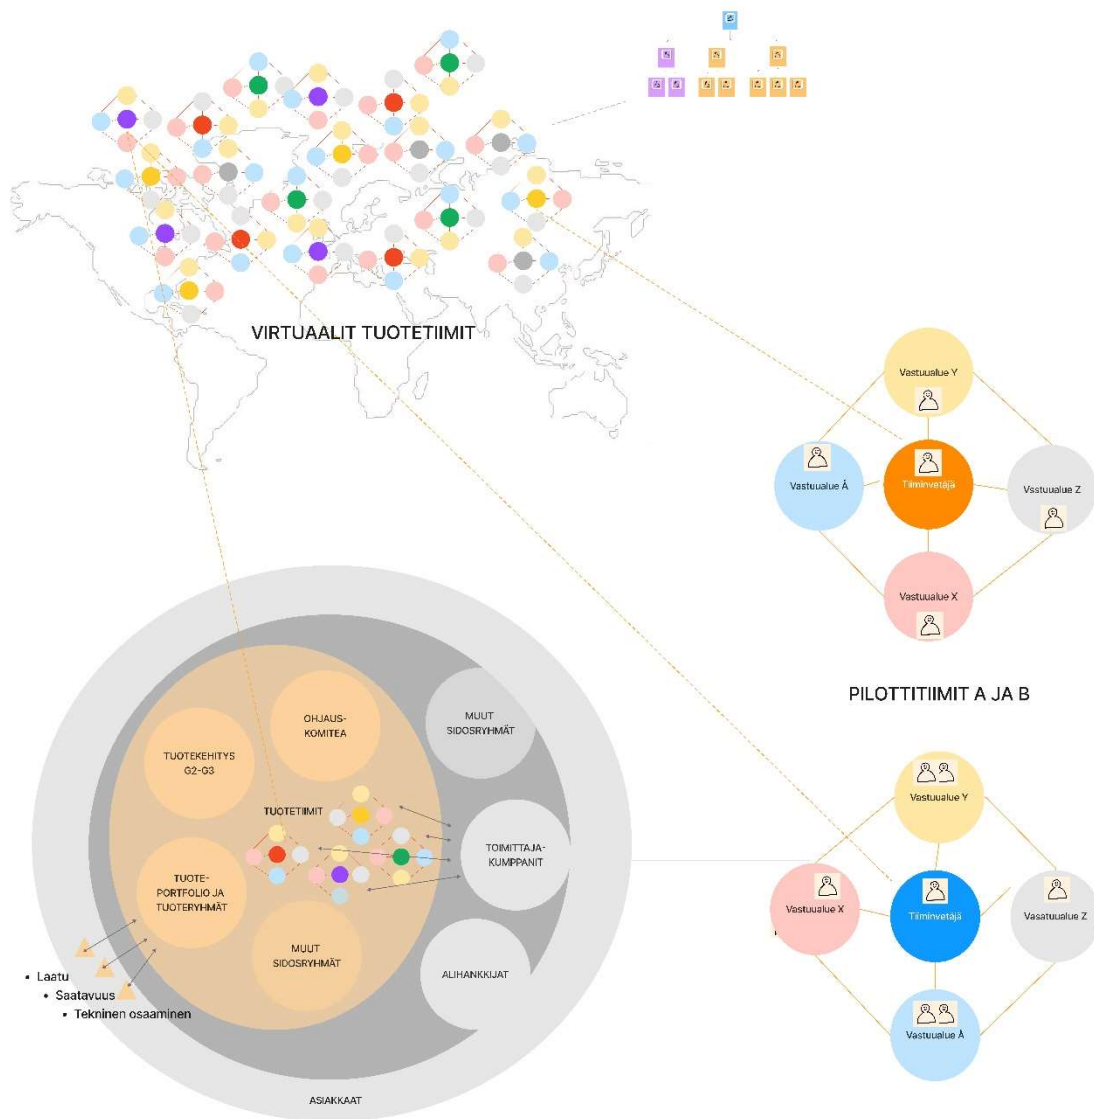 VIRTUAALIT TUOTETIIMIT
Vastuualue Y
Vastuualue Å
Tiiminvetäjä
Vsstuualue Z
Vastuualue X
PILOTTITIIMIT A JA B
Vastuualue Y
Vastuualue X
Tiiminvetäjä
Vasatuualue Z
Vastuualue Å
OHJAUS-
KOMITEA
MUUT
SIDOSRYHMÄT
TUOTEKEHITYS
G2-G3
TUOTETIIMIT
TOIMITTAJA-
KUMPPANIT
TUOTE-
PORTFOLIO JA
TUOTERYHMÄT
MUUT
SIDOSRYHMÄT
ALIHANKKIJAT
• Laatu
• Saatavuus
• Tekninen osaaminen
ASIAKKAAT